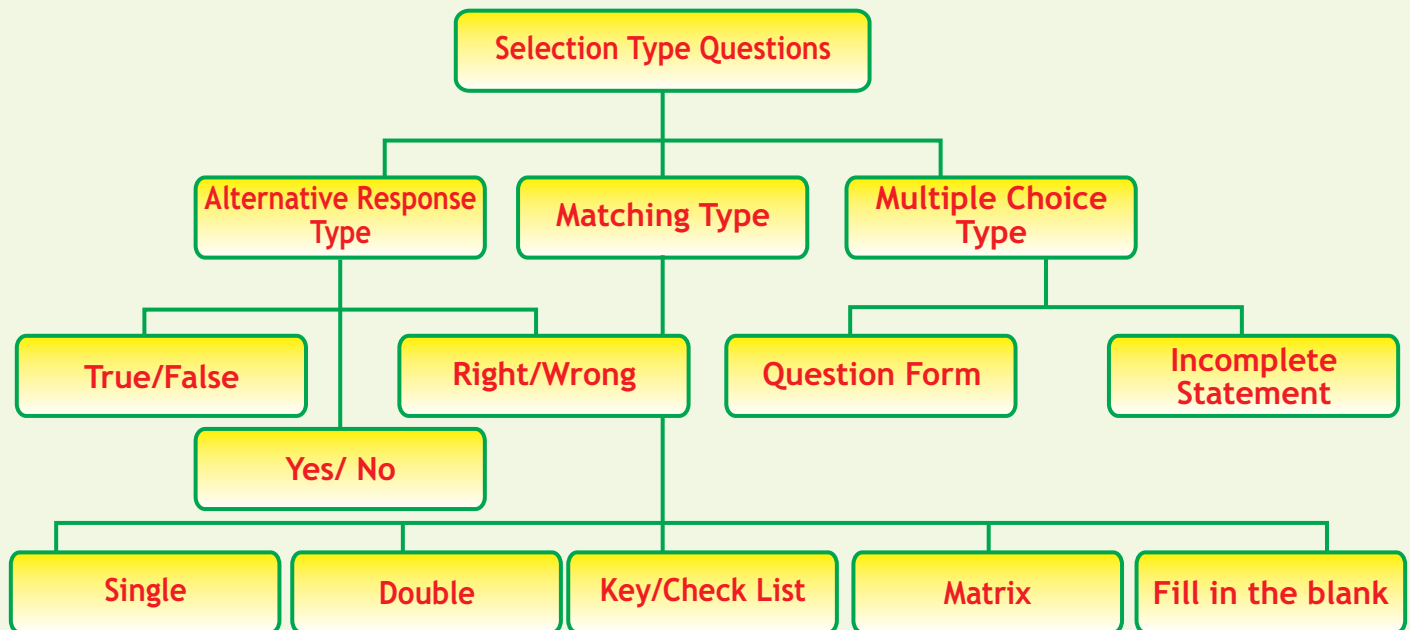 Selection Type Questions
Alternative Response
Type
Matching Type
Multiple Choice
Type
True/False
Right/Wrong
Question Form
Incomplete
Statement
Yes/ No
Single
Double
Key/Check List
Matrix
Fill in the blank